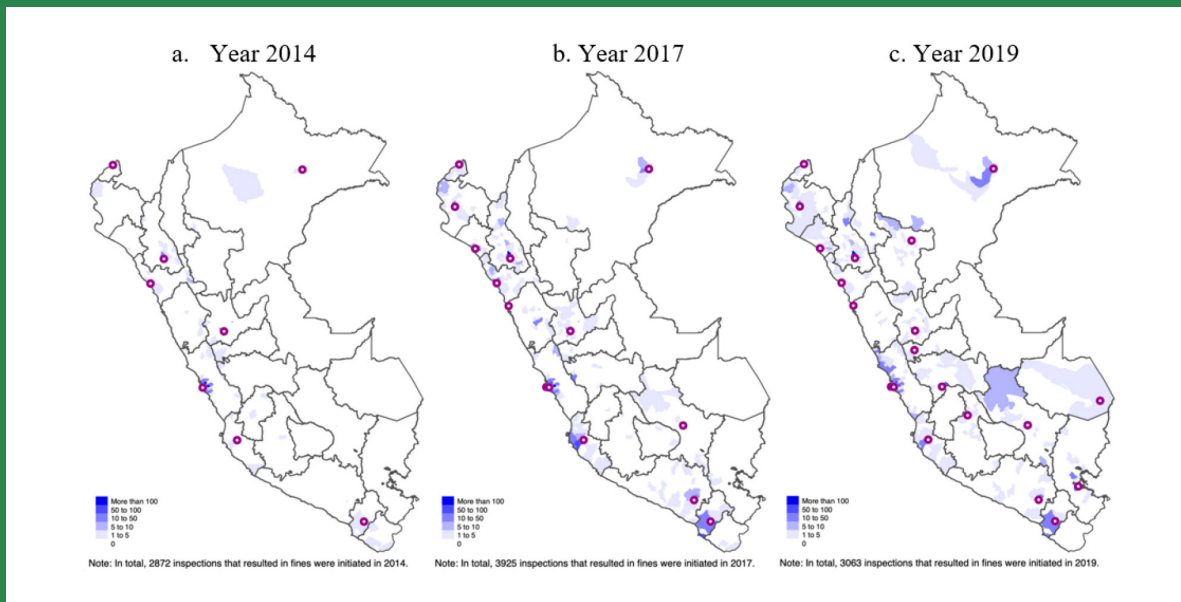 a. Year 2014
b. Year 2017
c. Year 2019
More than 100
50 to 100
10 to 50
5 to 10
1 to 5
0
More than 100
50 to 100
10 to 50
5 to 10
1 to 5
0
More than 100
50 to 100
10 to 50
5 to 10
1 to 5
0
Note: In total, 2872 inspections that resulted in fines were initiated in 2014.
Note: In total, 3925 inspections that resulted in fines were initiated in 2017.
Note: In total, 3063 inspections that resulted in fines were initiated in 2019.